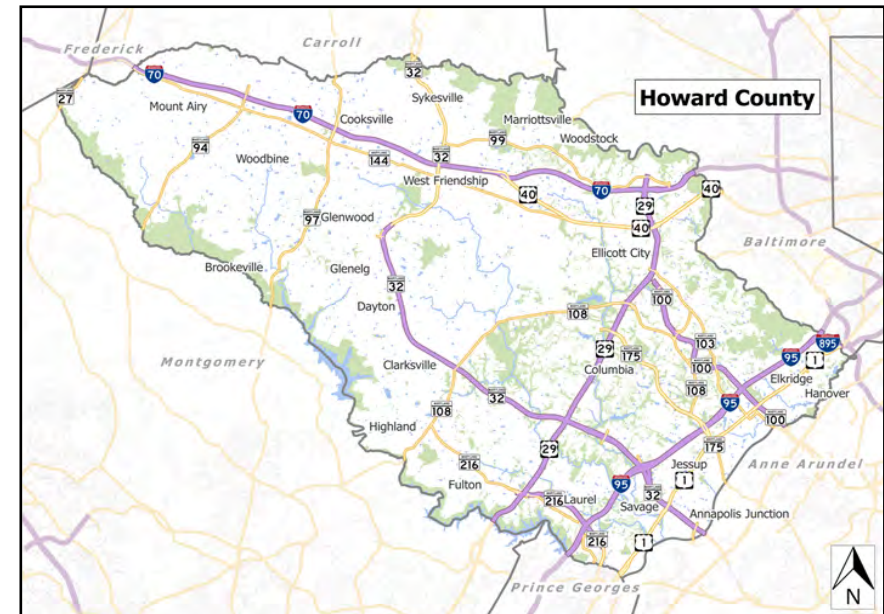 Frederick
Carroll
70
32
27
Sykesville
Howard County
Mount Airy
70
Cooksville
Marriottsville
99
Woodstock
94
Woodbine
144
32
West Friendship
40
70
40
29
97
Glenwood
40
Baltimore
Ellicott City
Brookeville
Glenelg
32
100
Dayton
108
103
895
29
175
95
1
Montgomery
Clarksville
Columbia
100
Elkridge
32
108
Hanover
108
95
100
Highland
29
175
216
Jessup
Anne Arundel
Fulton
95
1
216
Laurel
32
Savage
Annapolis Junction
216
1
Prince Georges
N